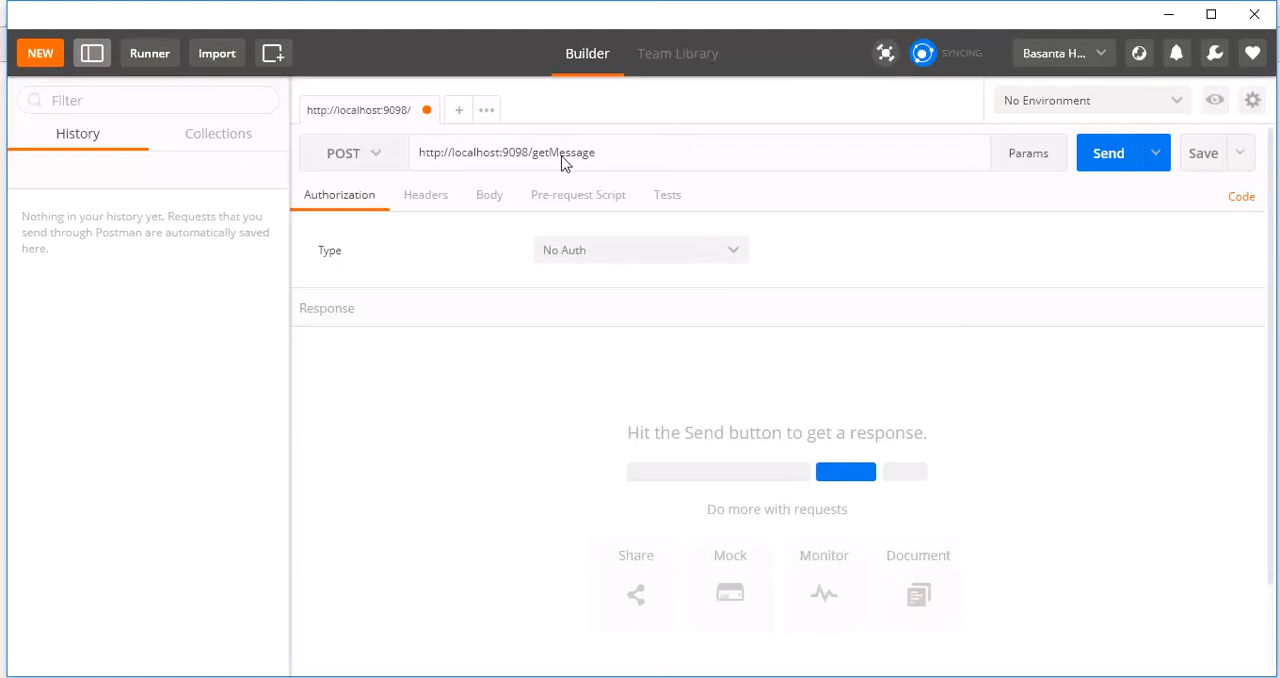 NEW Runner Import Builder Team Library SYNCING Basanta H...
Filter
http://localhost:9098/ + ••• No Environment
History Collections
POST http://localhost:9098/getMessage Params Send Save
Authorization Headers Body Pre-request Script Tests Code
Nothing in your history yet. Requests that you
send through Postman are automatically saved
here.
Type No Auth
Response
Hit the Send button to get a response.
Do more with requests
Share Mock Monitor Document